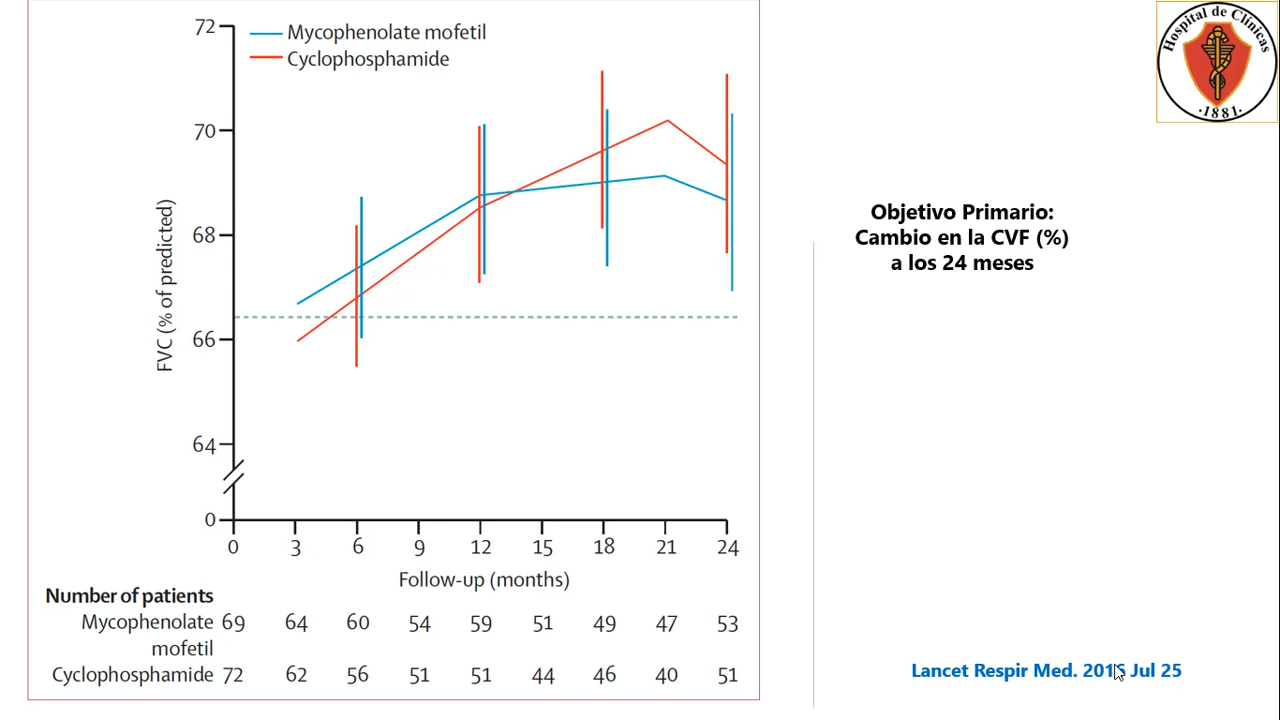 72
Mycophenolate mofetil
Cyclophosphamide
70
68
66
64
0
FVC (% of predicted)
0 3 6 9 12 15 18 21 24
Follow-up (months)
Number of patients
Mycophenolate 69 64 60 54 59 51 49 47 53
mofetil
Cyclophosphamide 72 62 56 51 51 44 46 40 51
Hospital de Clínicas
·1881·
Objetivo Primario:
Cambio en la CVF (%)
a los 24 meses
Lancet Respir Med. Jul 25